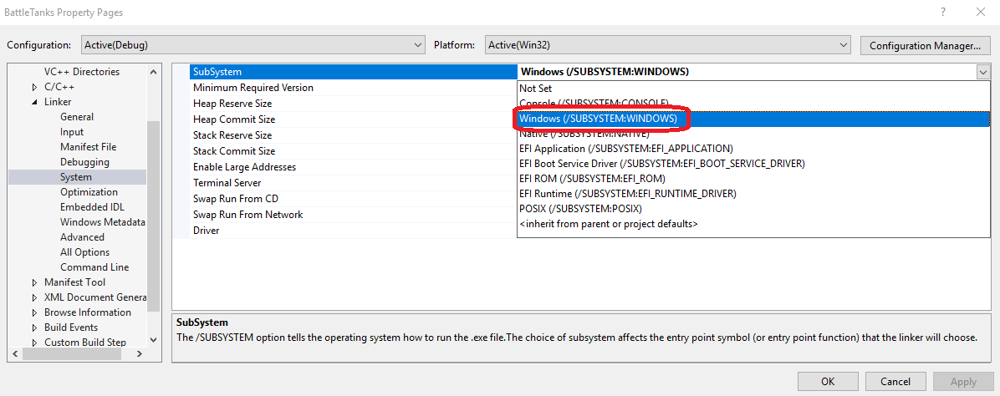 BattleTanks Property Pages
?
Configuration: Active(Debug) Platform: Active(Win32) Configuration Manager...
VC++ Directories
C/C++
Linker
General
Input
Manifest File
Debugging
System
Optimization
Embedded IDL
Windows Metadata
Advanced
All Options
Command Line
Manifest Tool
XML Document Genera
Browse Information
Build Events
Custom Build Step
SubSystem Windows (/SUBSYSTEM:WINDOWS)
Minimum Required Version
Heap Reserve Size
Heap Commit Size
Stack Reserve Size
Stack Commit Size
Enable Large Addresses
Terminal Server
Swap Run From CD
Swap Run From Network
Driver
Not Set
Console (/SUBSYSTEM:CONSOLE)
Windows (/SUBSYSTEM:WINDOWS)
Native (/SUBSYSTEM:NATIVE)
EFI Application (/SUBSYSTEM:EFI_APPLICATION)
EFI Boot Service Driver (/SUBSYSTEM:EFI_BOOT_SERVICE_DRIVER)
EFI ROM (/SUBSYSTEM:EFI_ROM)
EFI Runtime (/SUBSYSTEM:EFI_RUNTIME_DRIVER)
POSIX (/SUBSYSTEM:POSIX)
<inherit from parent or project defaults>
SubSystem
The /SUBSYSTEM option tells the operating system how to run the .exe file.The choice of subsystem affects the entry point symbol (or entry point function) that the linker will choose.
OK Cancel Apply